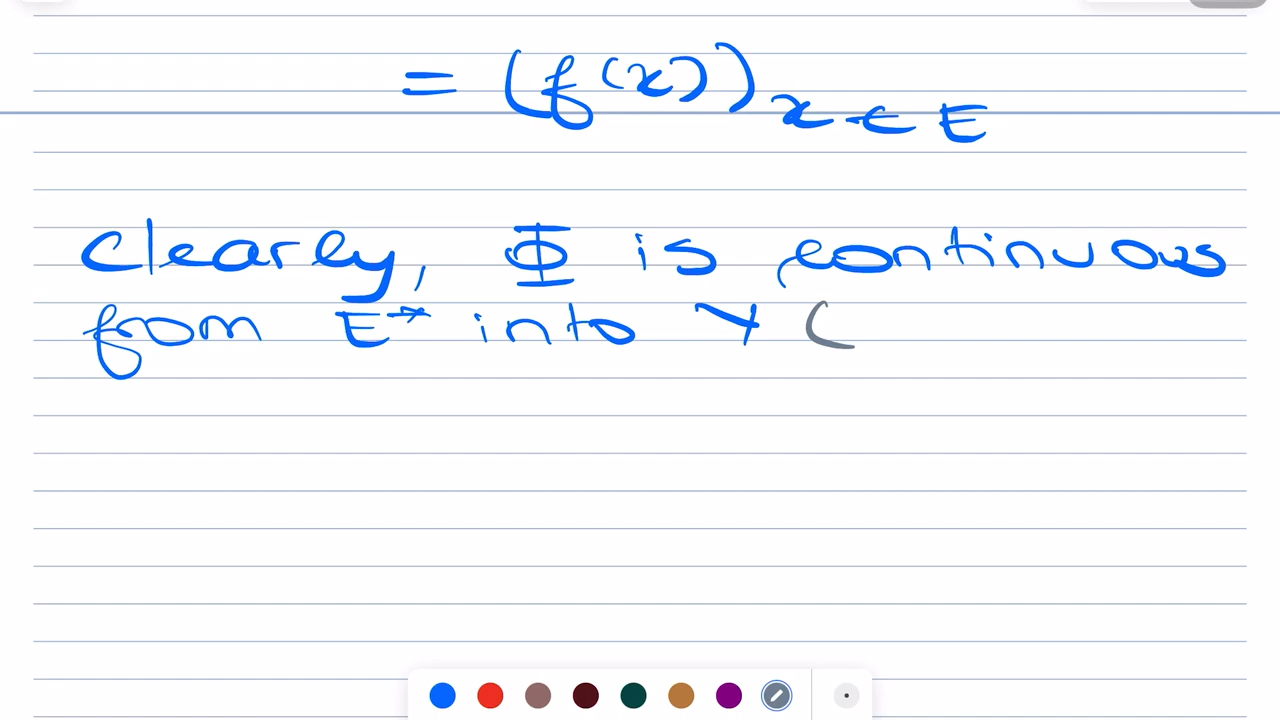 = (f(x))_{x ∈ E}
Clearly, Φ is continuous
from E* into Y (